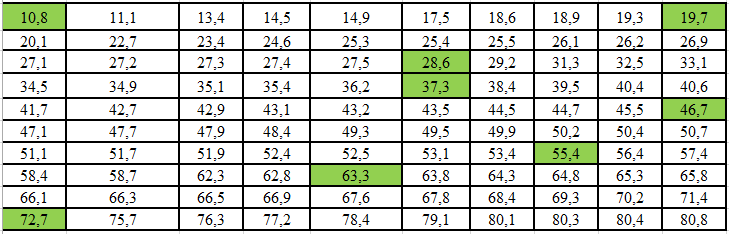 10,8 11,1 13,4 14,5 14,9 17,5 18,6 18,9 19,3 19,7
20,1 22,7 23,4 24,6 25,3 25,4 25,5 26,1 26,2 26,9
27,1 27,2 27,3 27,4 27,5 28,6 29,2 31,3 32,5 33,1
34,5 34,9 35,1 35,4 36,2 37,3 38,4 39,5 40,4 40,6
41,7 42,7 42,9 43,1 43,2 43,5 44,5 44,7 45,5 46,7
47,1 47,7 47,9 48,4 49,3 49,5 49,9 50,2 50,4 50,7
51,1 51,7 51,9 52,4 52,5 53,1 53,4 55,4 56,4 57,4
58,4 58,7 62,3 62,8 63,3 63,8 64,3 64,8 65,3 65,8
66,1 66,3 66,5 66,9 67,6 67,8 68,4 69,3 70,2 71,4
72,7 75,7 76,3 77,2 78,4 79,1 80,1 80,3 80,4 80,8